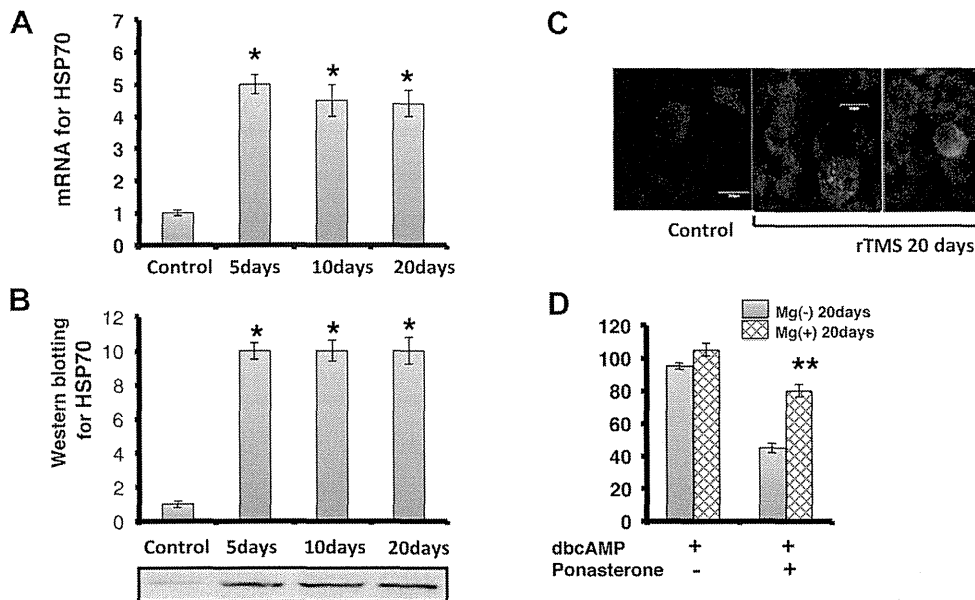 A
mRNA for HSP70
7
6
5
4
3
2
1
0
*
*
*
Control 5days 10days 20days
B
Western blotting
for HSP70
12
10
8
6
4
2
0
*
*
*
Control 5days 10days 20days
C
Control
rTMS 20 days
D
Mg(-) 20days
Mg(+) 20days
120
100
80
60
40
20
0
**
dbcAMP + +
Ponasterone - +